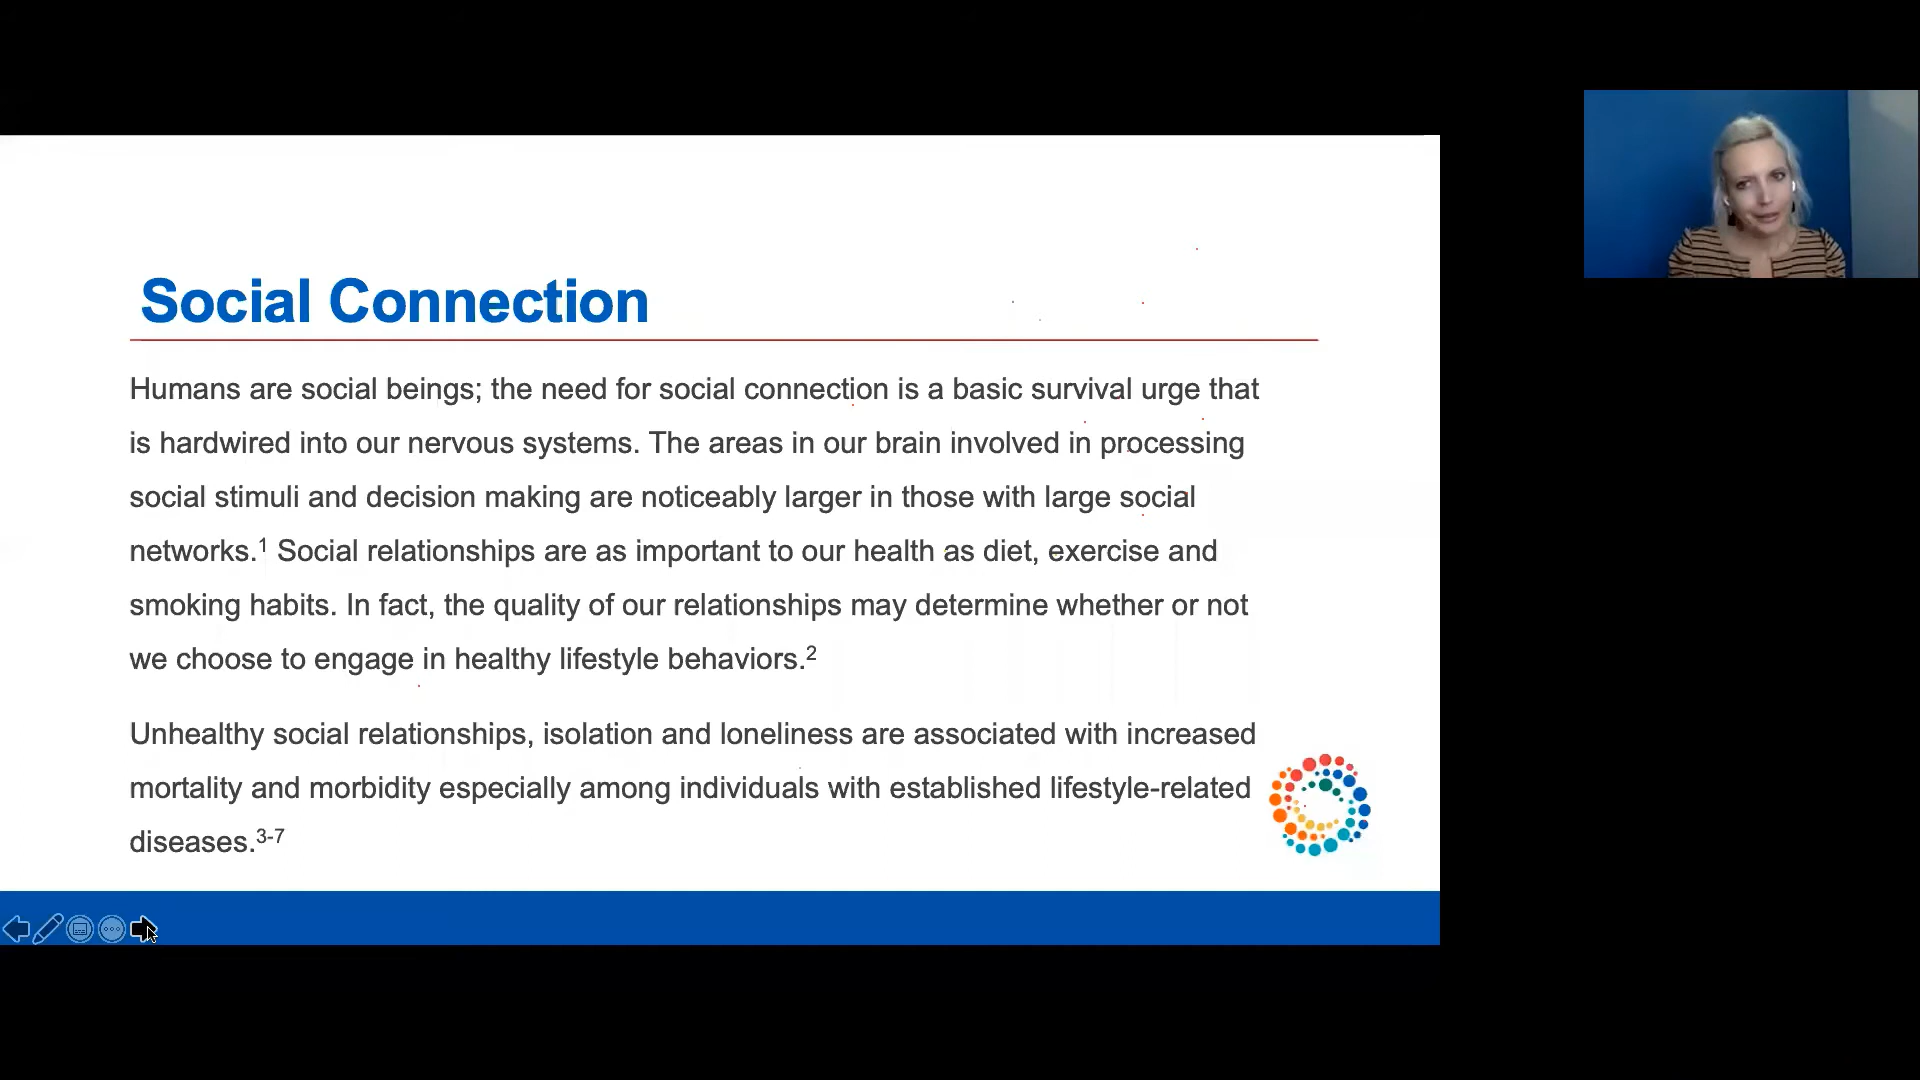 Social Connection
Humans are social beings; the need for social connection is a basic survival urge that
is hardwired into our nervous systems. The areas in our brain involved in processing
social stimuli and decision making are noticeably larger in those with large social
networks.¹ Social relationships are as important to our health as diet, exercise and
smoking habits. In fact, the quality of our relationships may determine whether or not
we choose to engage in healthy lifestyle behaviors.²
Unhealthy social relationships, isolation and loneliness are associated with increased
mortality and morbidity especially among individuals with established lifestyle-related
diseases.³⁻⁷